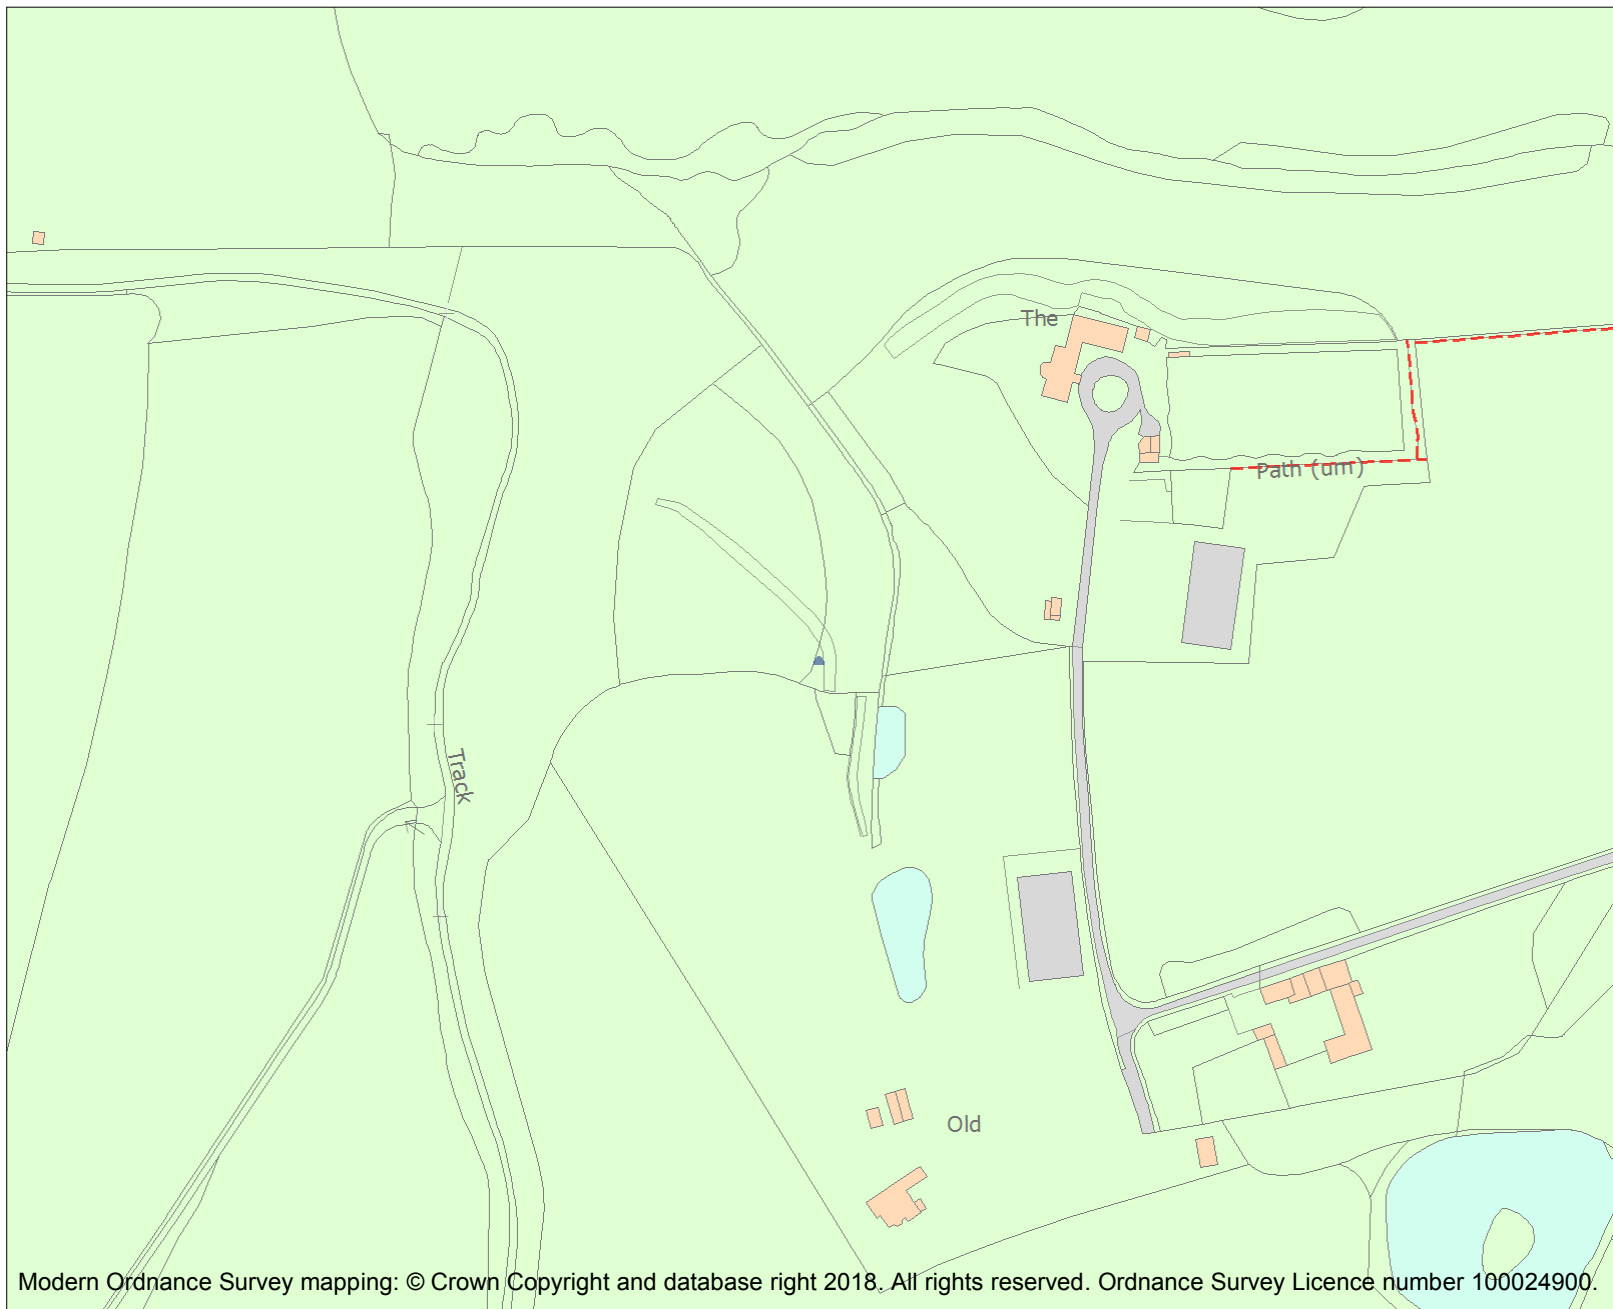 The
Path (um)
Track
Old
Modern Ordnance Survey mapping: © Crown Copyright and database right 2018. All rights reserved. Ordnance Survey Licence number 100024900.